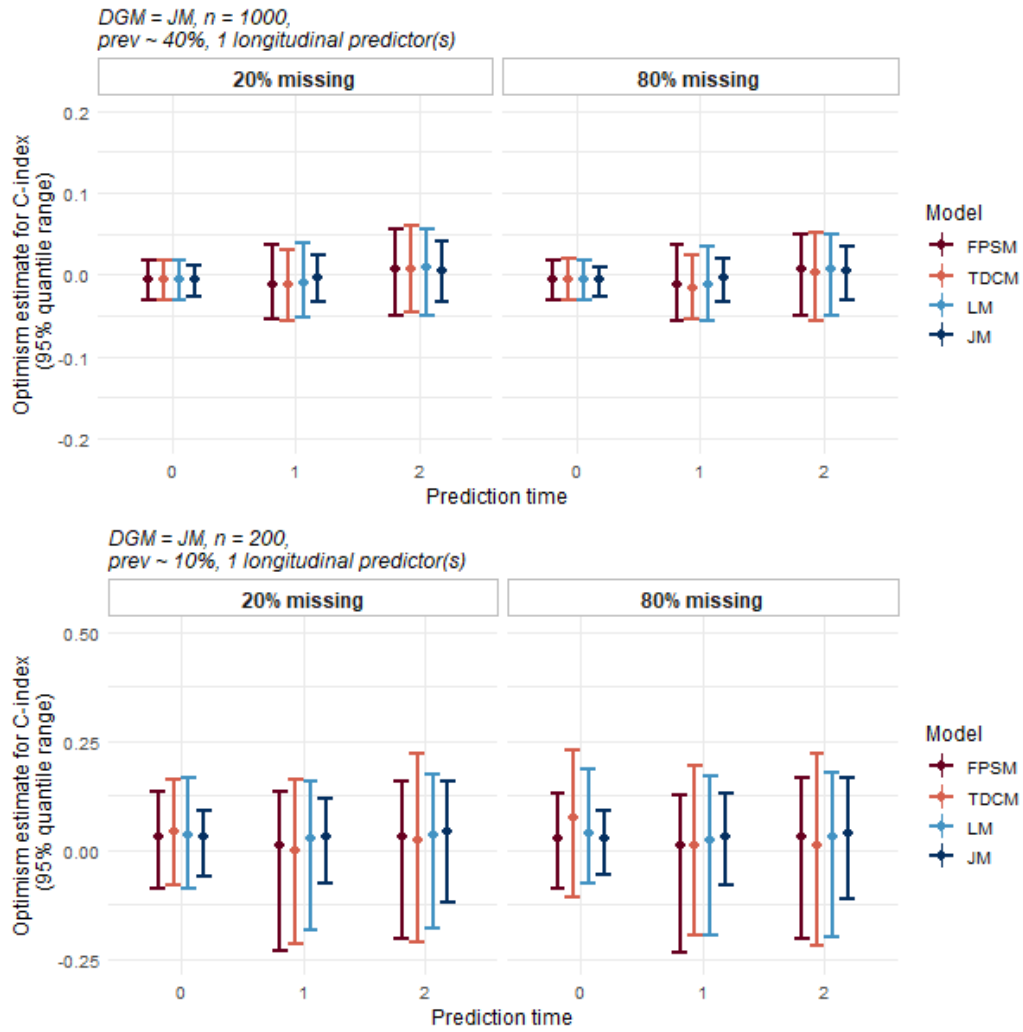 DGM = JM, n = 1000,
prev ~ 40%, 1 longitudinal predictor(s)
20% missing
80% missing
Optimism estimate for C-index
(95% quantile range)
0.2
0.1
0.0
-0.1
-0.2
0 1 2
0 1 2
Prediction time
Model
FPSM
TDCM
LM
JM
DGM = JM, n = 200,
prev ~ 10%, 1 longitudinal predictor(s)
20% missing
80% missing
Optimism estimate for C-index
(95% quantile range)
0.50
0.25
0.00
-0.25
0 1 2
0 1 2
Prediction time
Model
FPSM
TDCM
LM
JM